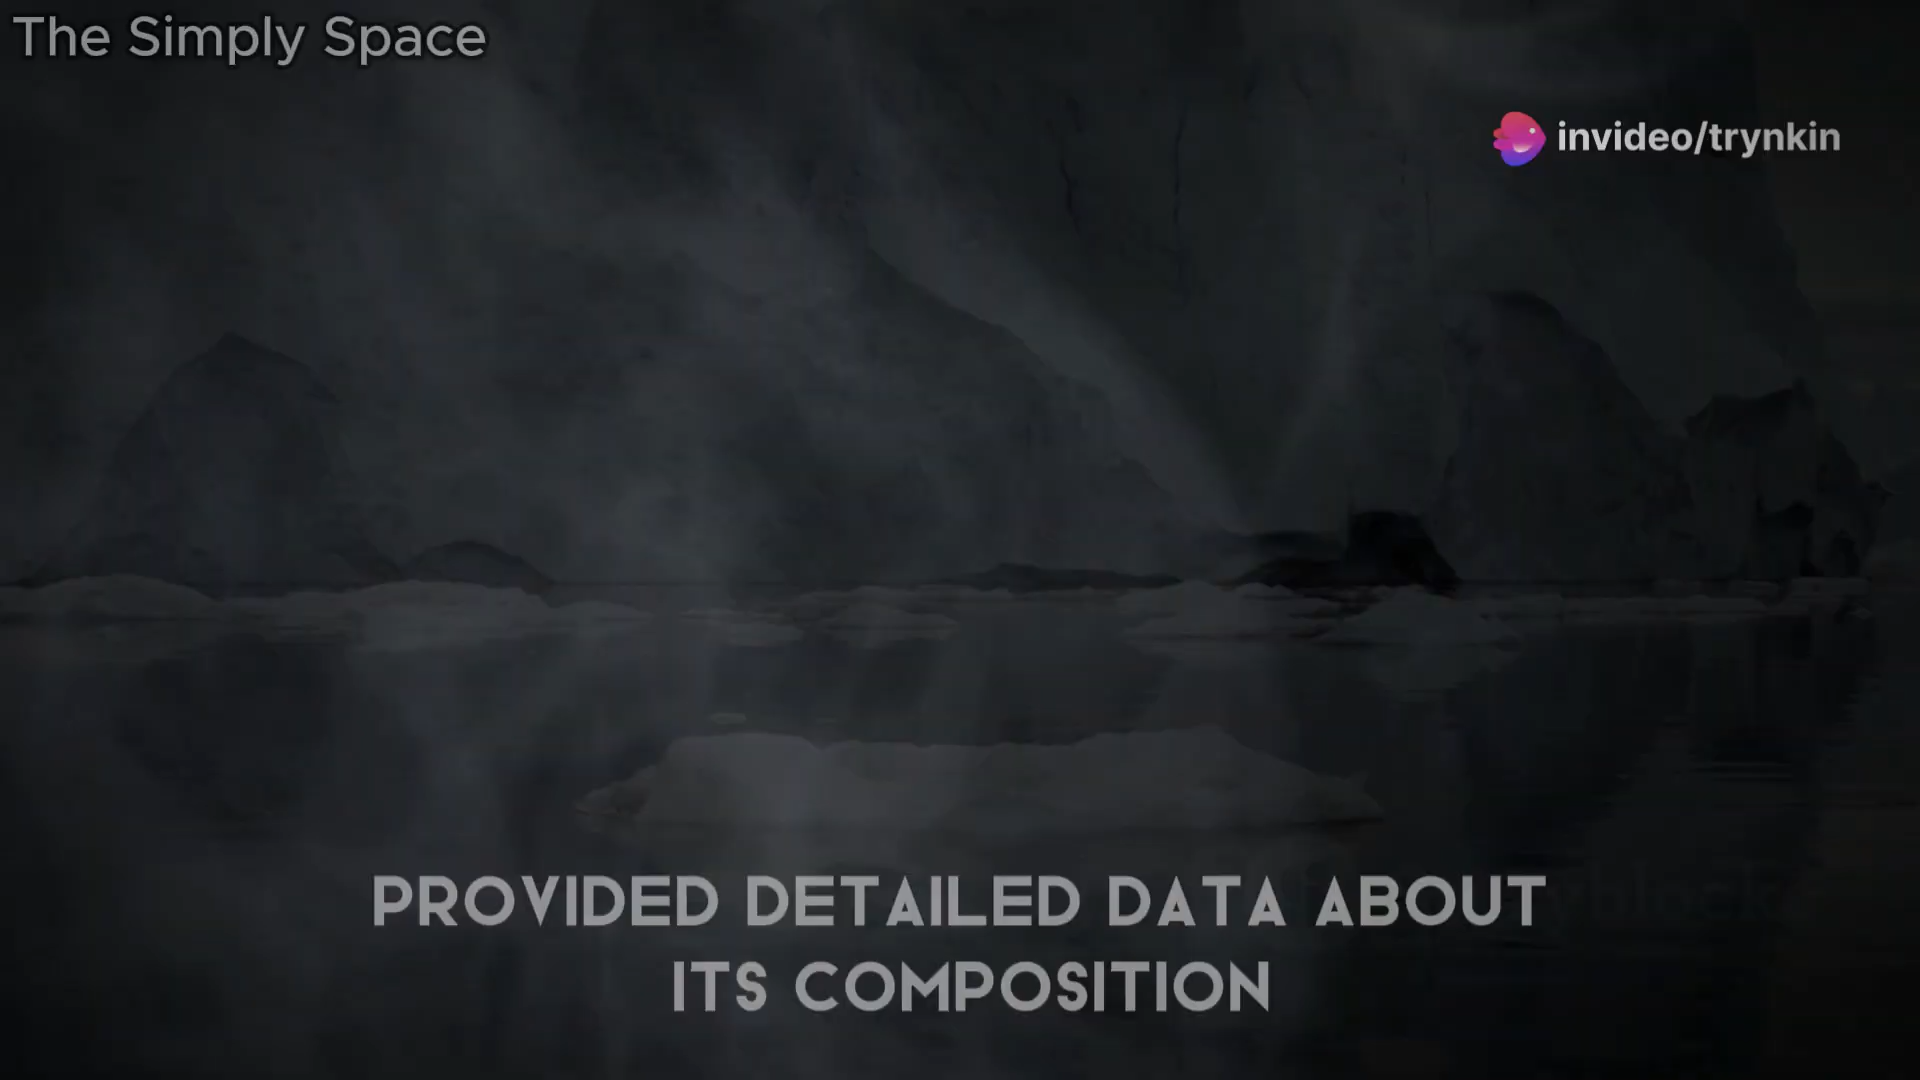 The Simply Space
invideo/trynkin
PROVIDED DETAILED DATA ABOUT
ITS COMPOSITION